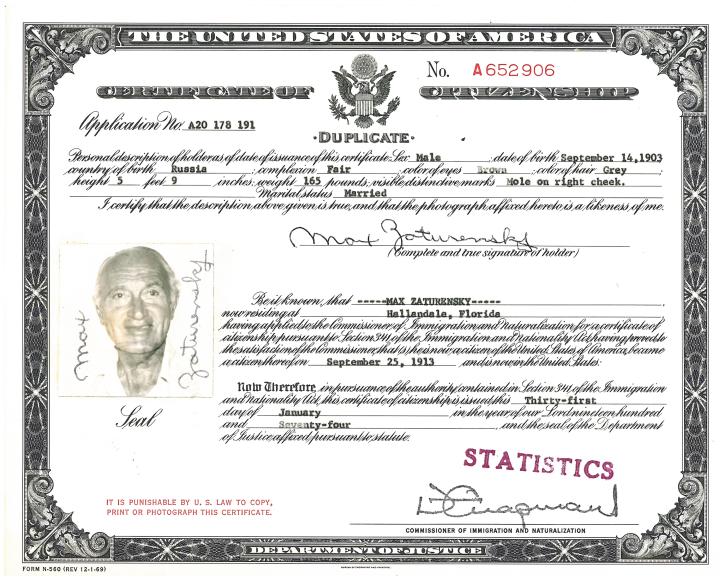 THE UNITED STATES OF AMERICA
No. A652906
CERTIFICATE OF CITIZENSHIP
Application No. A20 178 191
·DUPLICATE·
Personal description of holder as of date of issuance of this certificate: Sex Male date of birth September 14,1903
country of birth Russia complexion Fair color of eyes Brown color of hair Grey
height 5 feet 9 inches; weight 165 pounds; visible distinctive marks Mole on right cheek.
Marital status Married
I certify that the description above given is true, and that the photograph affixed hereto is a likeness of me.
Max Zaturensky
(Complete and true signature of holder)
Max Zaturensky
Be it known, that -----MAX ZATURENSKY-----
now residing at Hallandale, Florida
having applied to the Commissioner of Immigration and Naturalization for a certificate of
citizenship pursuant to Section 341 of the Immigration and Nationality Act, having proved to
the satisfaction of the Commissioner, that (s)he is now a citizen of the United States of America, became
a citizen thereof on September 25, 1913 and is now in the United States:
Now Therefore, in pursuance of the authority contained in Section 341 of the Immigration
and Nationality Act, this certificate of citizenship is issued this Thirty-first
day of January in the year of our Lord nineteen hundred
and Seventy-four and the seal of the Department
of Justice affixed pursuant to statute.
Seal
STATISTICS
IT IS PUNISHABLE BY U. S. LAW TO COPY,
PRINT OR PHOTOGRAPH THIS CERTIFICATE.
COMMISSIONER OF IMMIGRATION AND NATURALIZATION
DEPARTMENT OF JUSTICE
FORM N-560 (REV 12-1-69)